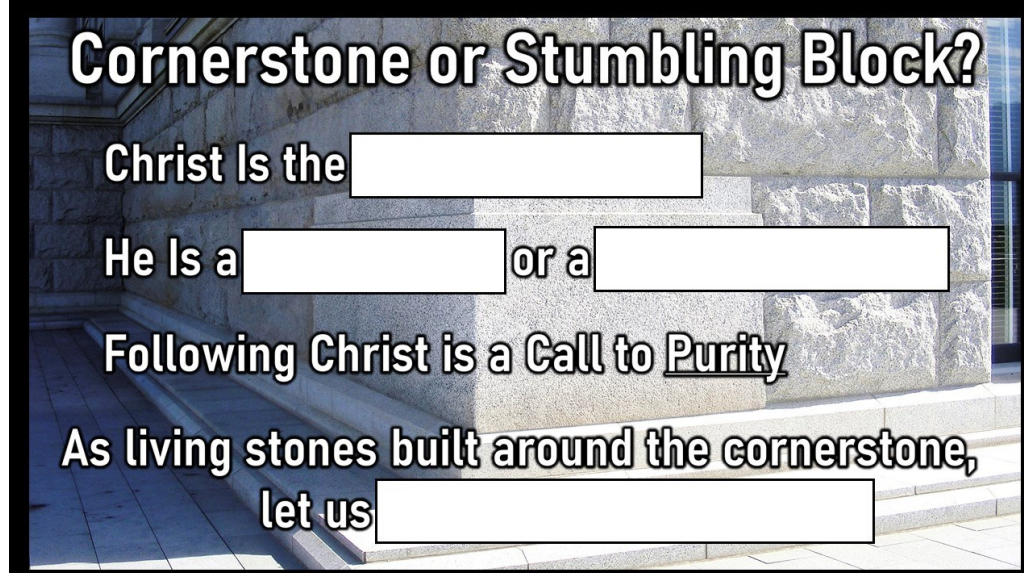 Cornerstone or Stumbling Block?
Christ Is the
He Is a or a
Following Christ is a Call to Purity
As living stones built around the cornerstone,
let us